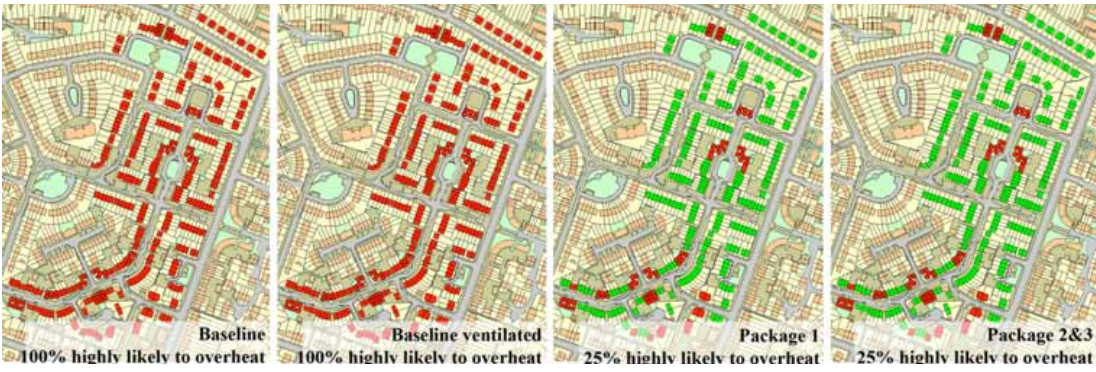 Baseline
100% highly likely to overheat
Baseline ventilated
100% highly likely to overheat
Package 1
25% highly likely to overheat
Package 2&3
25% highly likely to overheat